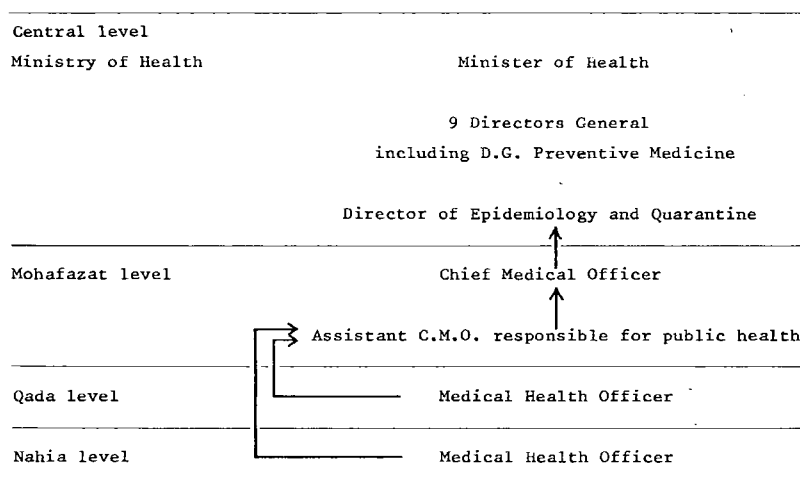 Central level
Ministry of Health Minister of Health
9 Directors General
including D.G. Preventive Medicine
Director of Epidemiology and Quarantine
Mohafazat level Chief Medical Officer
Assistant C.M.O. responsible for public health
Qada level Medical Health Officer
Nahia level Medical Health Officer